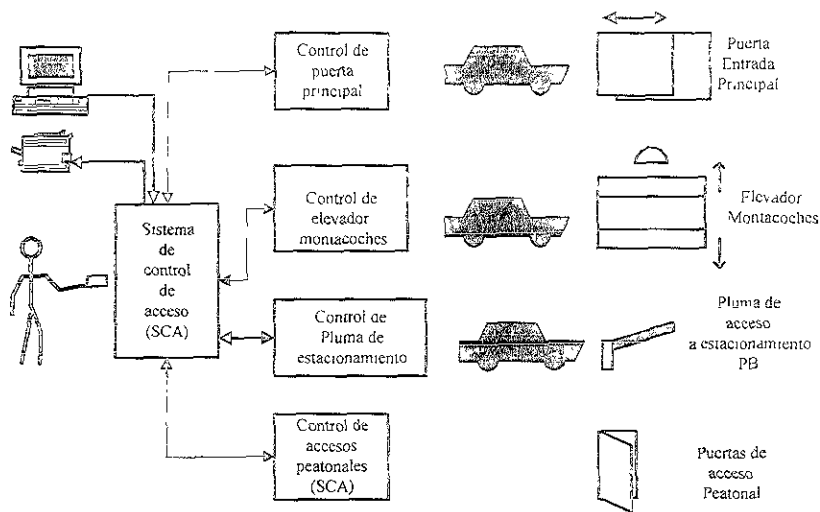 Control de
puerta
principal
Puerta
Entrada
Principal
Sistema
de
control
de
acceso
(SCA)
Control de
elevador
montacoches
Elevador
Montacoches
Control de
Pluma de
estacionamiento
Pluma de
acceso
a estacionamiento
PB
Control de
accesos
peatonales
(SCA)
Puertas de
acceso
Peatonal